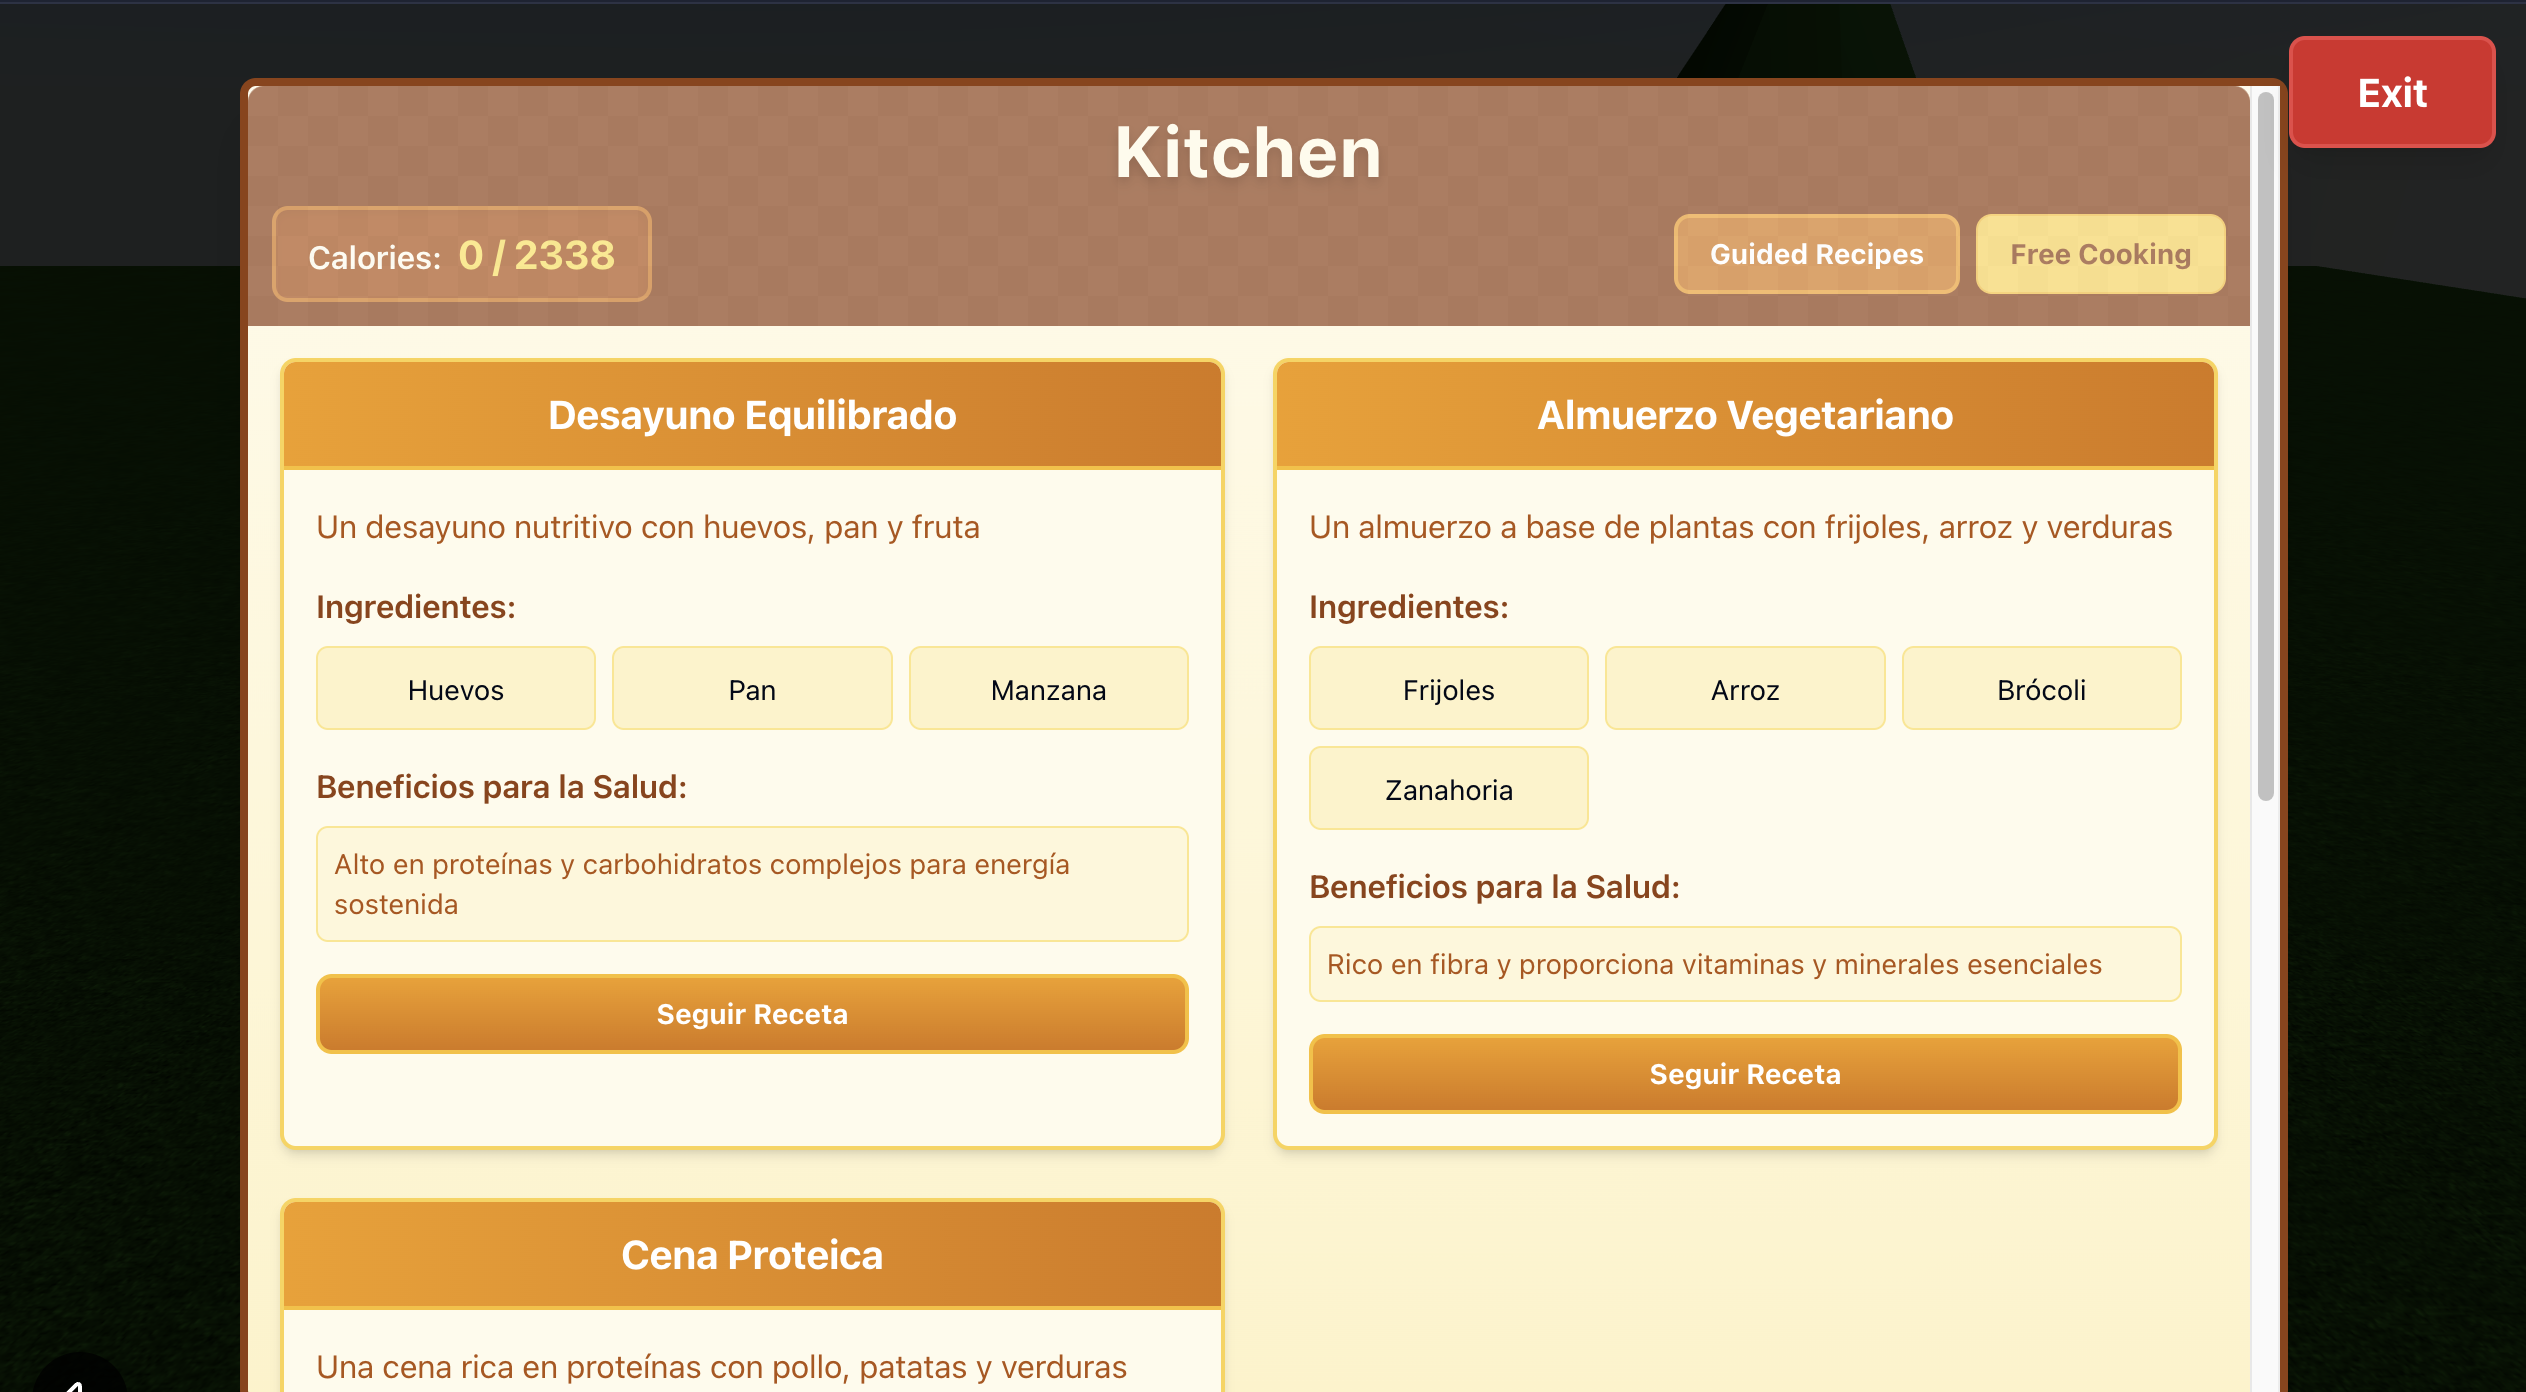 Exit
Kitchen
Calories: 0 / 2338
Guided Recipes
Free Cooking
Desayuno Equilibrado
Un desayuno nutritivo con huevos, pan y fruta
Ingredientes:
Huevos
Pan
Manzana
Beneficios para la Salud:
Alto en proteínas y carbohidratos complejos para energía
sostenida
Seguir Receta
Almuerzo Vegetariano
Un almuerzo a base de plantas con frijoles, arroz y verduras
Ingredientes:
Frijoles
Arroz
Brócoli
Zanahoria
Beneficios para la Salud:
Rico en fibra y proporciona vitaminas y minerales esenciales
Seguir Receta
Cena Proteica
Una cena rica en proteínas con pollo, patatas y verduras